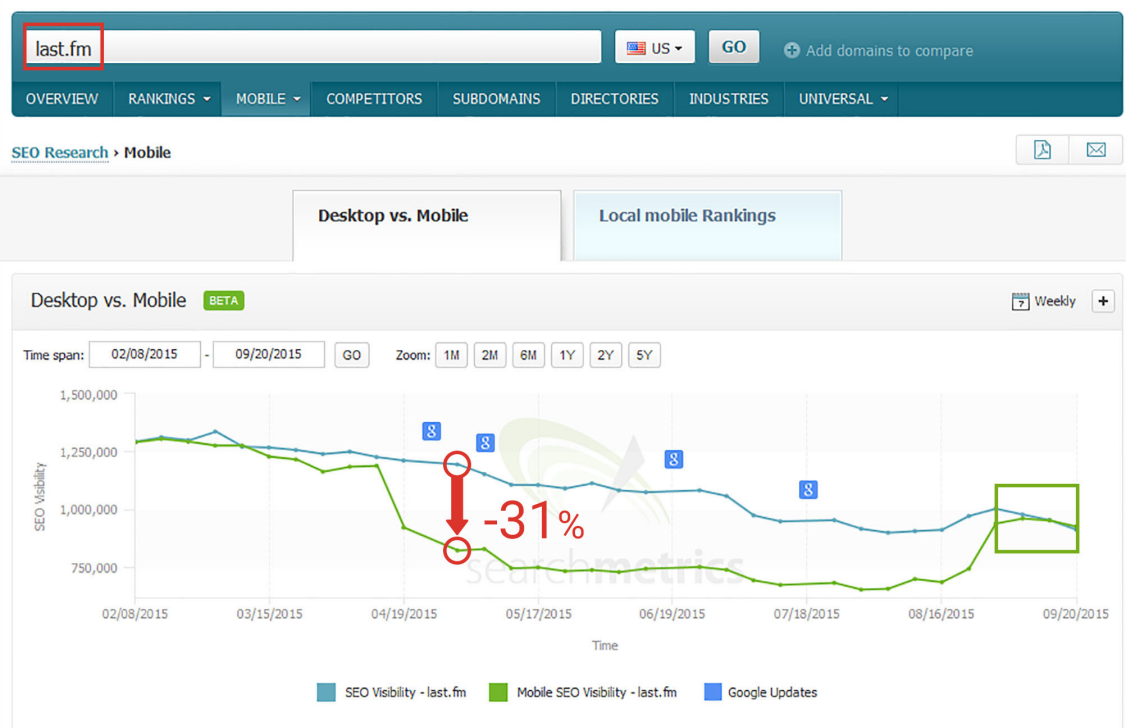 last.fm US GO Add domains to compare
OVERVIEW RANKINGS MOBILE COMPETITORS SUBDOMAINS DIRECTORIES INDUSTRIES UNIVERSAL
SEO Research › Mobile
Desktop vs. Mobile Local mobile Rankings
Desktop vs. Mobile BETA 7 Weekly +
Time span: 02/08/2015 - 09/20/2015 GO Zoom: 1M 2M 6M 1Y 2Y 5Y
1,500,000
1,250,000
1,000,000
750,000
SEO Visibility
8 8 8 8
-31%
searchmetrics
02/08/2015 03/15/2015 04/19/2015 05/17/2015 06/19/2015 07/18/2015 08/16/2015 09/20/2015
Time
SEO Visibility - last.fm Mobile SEO Visibility - last.fm Google Updates